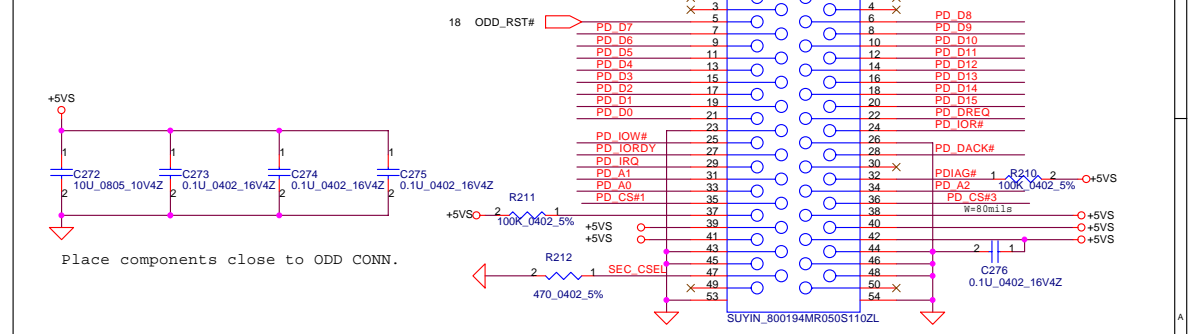 3 4
18 ODD_RST# 5 6 PD_D8
PD_D7 7 8 PD_D9
PD_D6 9 10 PD_D10
PD_D5 11 12 PD_D11
PD_D4 13 14 PD_D12
PD_D3 15 16 PD_D13
PD_D2 17 18 PD_D14
+5VS PD_D1 19 20 PD_D15
PD_D0 21 22 PD_DREQ
23 24 PD_IOR#
PD_IOW# 25 26
1 1 1 1 PD_IORDY 27 28 PD_DACK#
PD_IRQ 29 30
C272 C273 C274 C275 PD_A1 31 32 PDIAG# 1 R210 2 +5VS
10U_0805_10V4Z 0.1U_0402_16V4Z 0.1U_0402_16V4Z 0.1U_0402_16V4Z PD_A0 33 34 PD_A2 100K_0402_5%
2 2 2 2 R211 PD_CS#1 35 36 PD_CS#3
+5VS 2 1 37 38 W=80mils +5VS
100K_0402_5% +5VS 39 40 +5VS
+5VS 41 42 +5VS
43 44 2 1
Place components close to ODD CONN. R212 45 46 C276
2 1 SEC_CSEL 47 48 0.1U_0402_16V4Z
470_0402_5% 49 50
53 54
SUYIN_800194MR050S110ZL
A